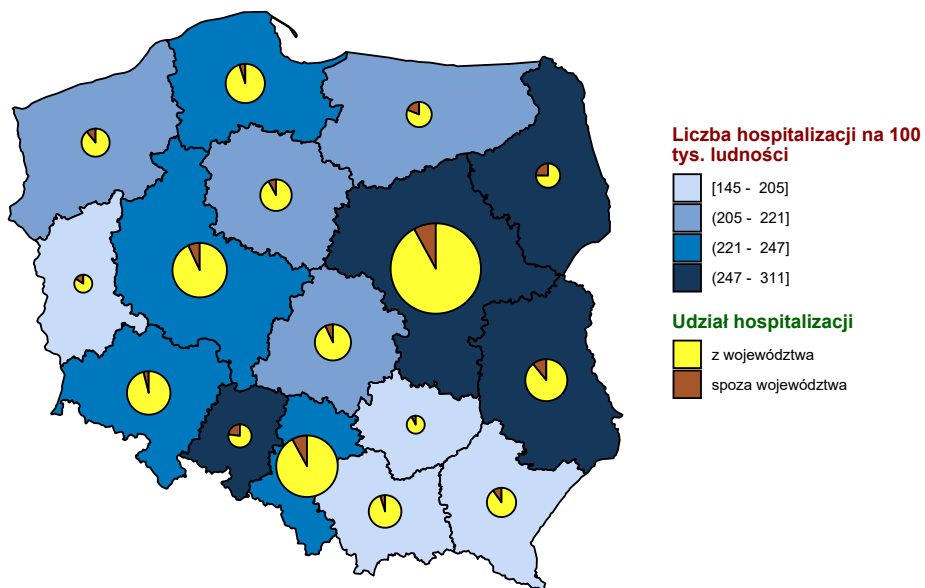 Liczba hospitalizacji na 100
tys. ludności
[145 - 205]
(205 - 221]
(221 - 247]
(247 - 311]
Udział hospitalizacji
z województwa
spoza województwa